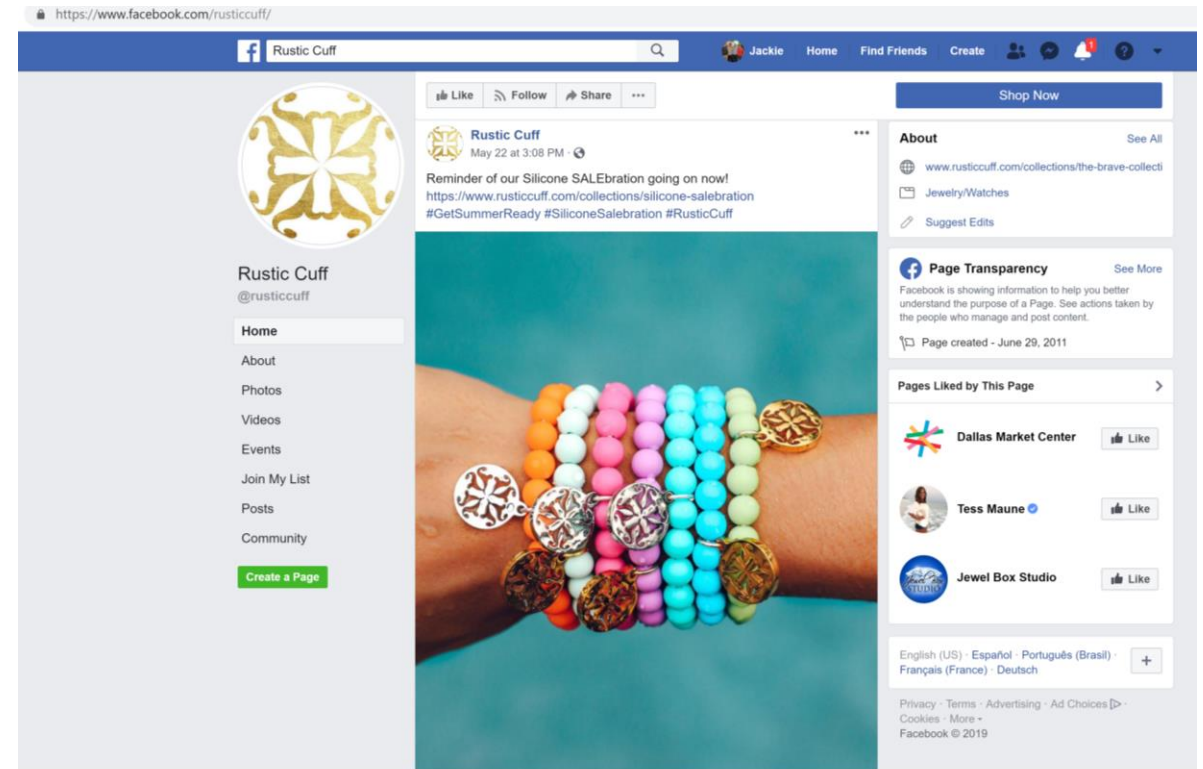 https://www.facebook.com/rusticcuff/
Rustic Cuff
Jackie Home Find Friends Create 1
Like Follow Share ...
Shop Now
Rustic Cuff
@rusticcuff
Home
About
Photos
Videos
Events
Join My List
Posts
Community
Create a Page
Rustic Cuff
May 22 at 3:08 PM ·
Reminder of our Silicone SALEbration going on now!
https://www.rusticcuff.com/collections/silicone-salebration
#GetSummerReady #SiliconeSalebration #RusticCuff
About See All
www.rusticcuff.com/collections/the-brave-collecti
Jewelry/Watches
Suggest Edits
Page Transparency See More
Facebook is showing information to help you better
understand the purpose of a Page. See actions taken by
the people who manage and post content.
Page created - June 29, 2011
Pages Liked by This Page
Dallas Market Center Like
Tess Maune Like
Jewel Box Studio Like
English (US) · Español · Português (Brasil) ·
Français (France) · Deutsch
Privacy · Terms · Advertising · Ad Choices ·
Cookies · More
Facebook © 2019